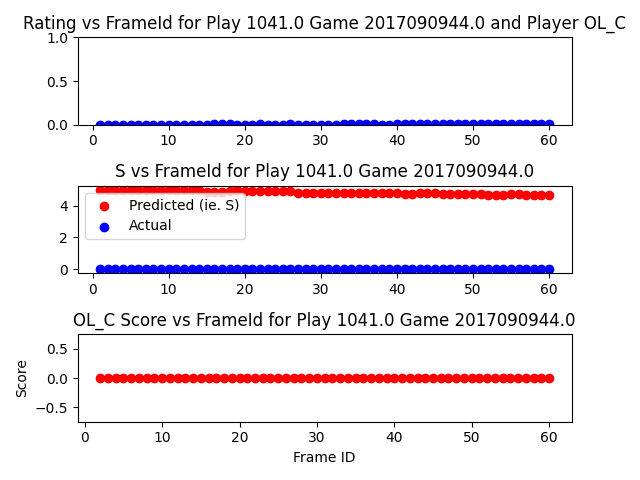 Rating vs FrameId for Play 1041.0 Game 2017090944.0 and Player OL_C
1.0
0.5
0.0
0 10 20 30 40 50 60
S vs FrameId for Play 1041.0 Game 2017090944.0
4
2
0
Predicted (ie. S)
Actual
0 10 20 30 40 50 60
OL_C Score vs FrameId for Play 1041.0 Game 2017090944.0
Score
0.5
0.0
−0.5
0 10 20 30 40 50 60
Frame ID